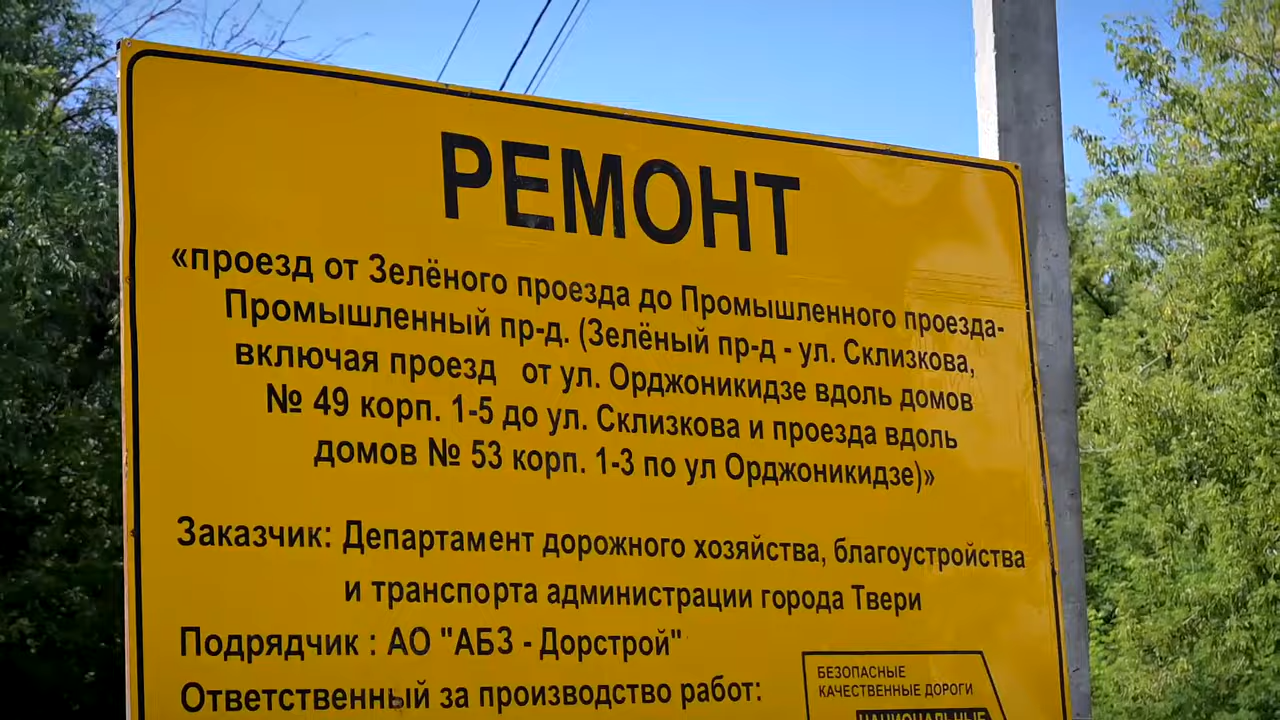 РЕМОНТ
«проезд от Зелёного проезда до Промышленного проезда-
Промышленный пр-д. (Зелёный пр-д - ул. Склизкова,
включая проезд от ул. Орджоникидзе вдоль домов
№ 49 корп. 1-5 до ул. Склизкова и проезда вдоль
домов № 53 корп. 1-3 по ул Орджоникидзе)»
Заказчик: Департамент дорожного хозяйства, благоустройства
и транспорта администрации города Твери
Подрядчик : АО "АБЗ - Дорстрой"
Ответственный за производство работ:
БЕЗОПАСНЫЕ
КАЧЕСТВЕННЫЕ ДОРОГИ
НАЦИОНАЛЬНЫЕ